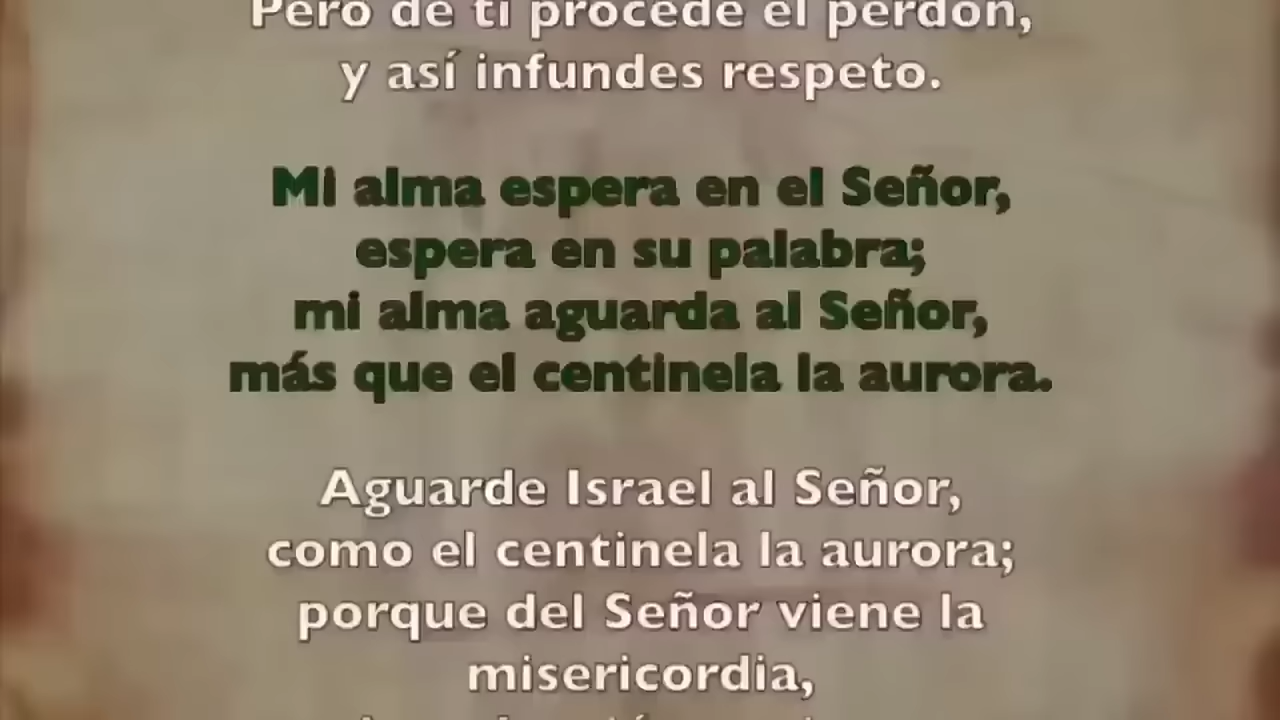 Pero de ti procede el perdón,
y así infundes respeto.
Mi alma espera en el Señor,
espera en su palabra;
mi alma aguarda al Señor,
más que el centinela la aurora.
Aguarde Israel al Señor,
como el centinela la aurora;
porque del Señor viene la
misericordia,